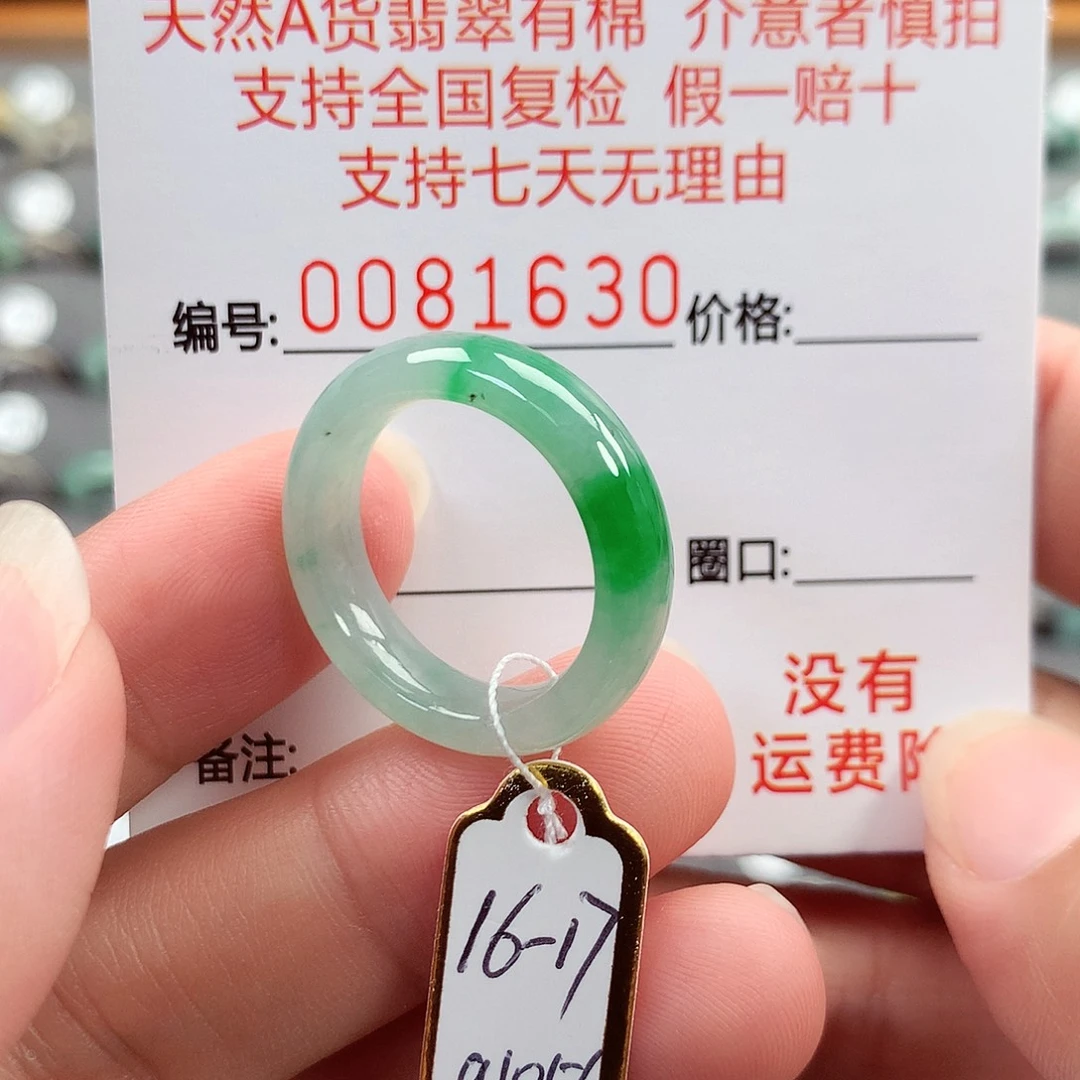 天然A货翡翠有棉 介意者慎拍
支持全国复检 假一赔十
支持七天无理由
编号: 0081630 价格:
圈口:
没有
备注:
运费
16-17